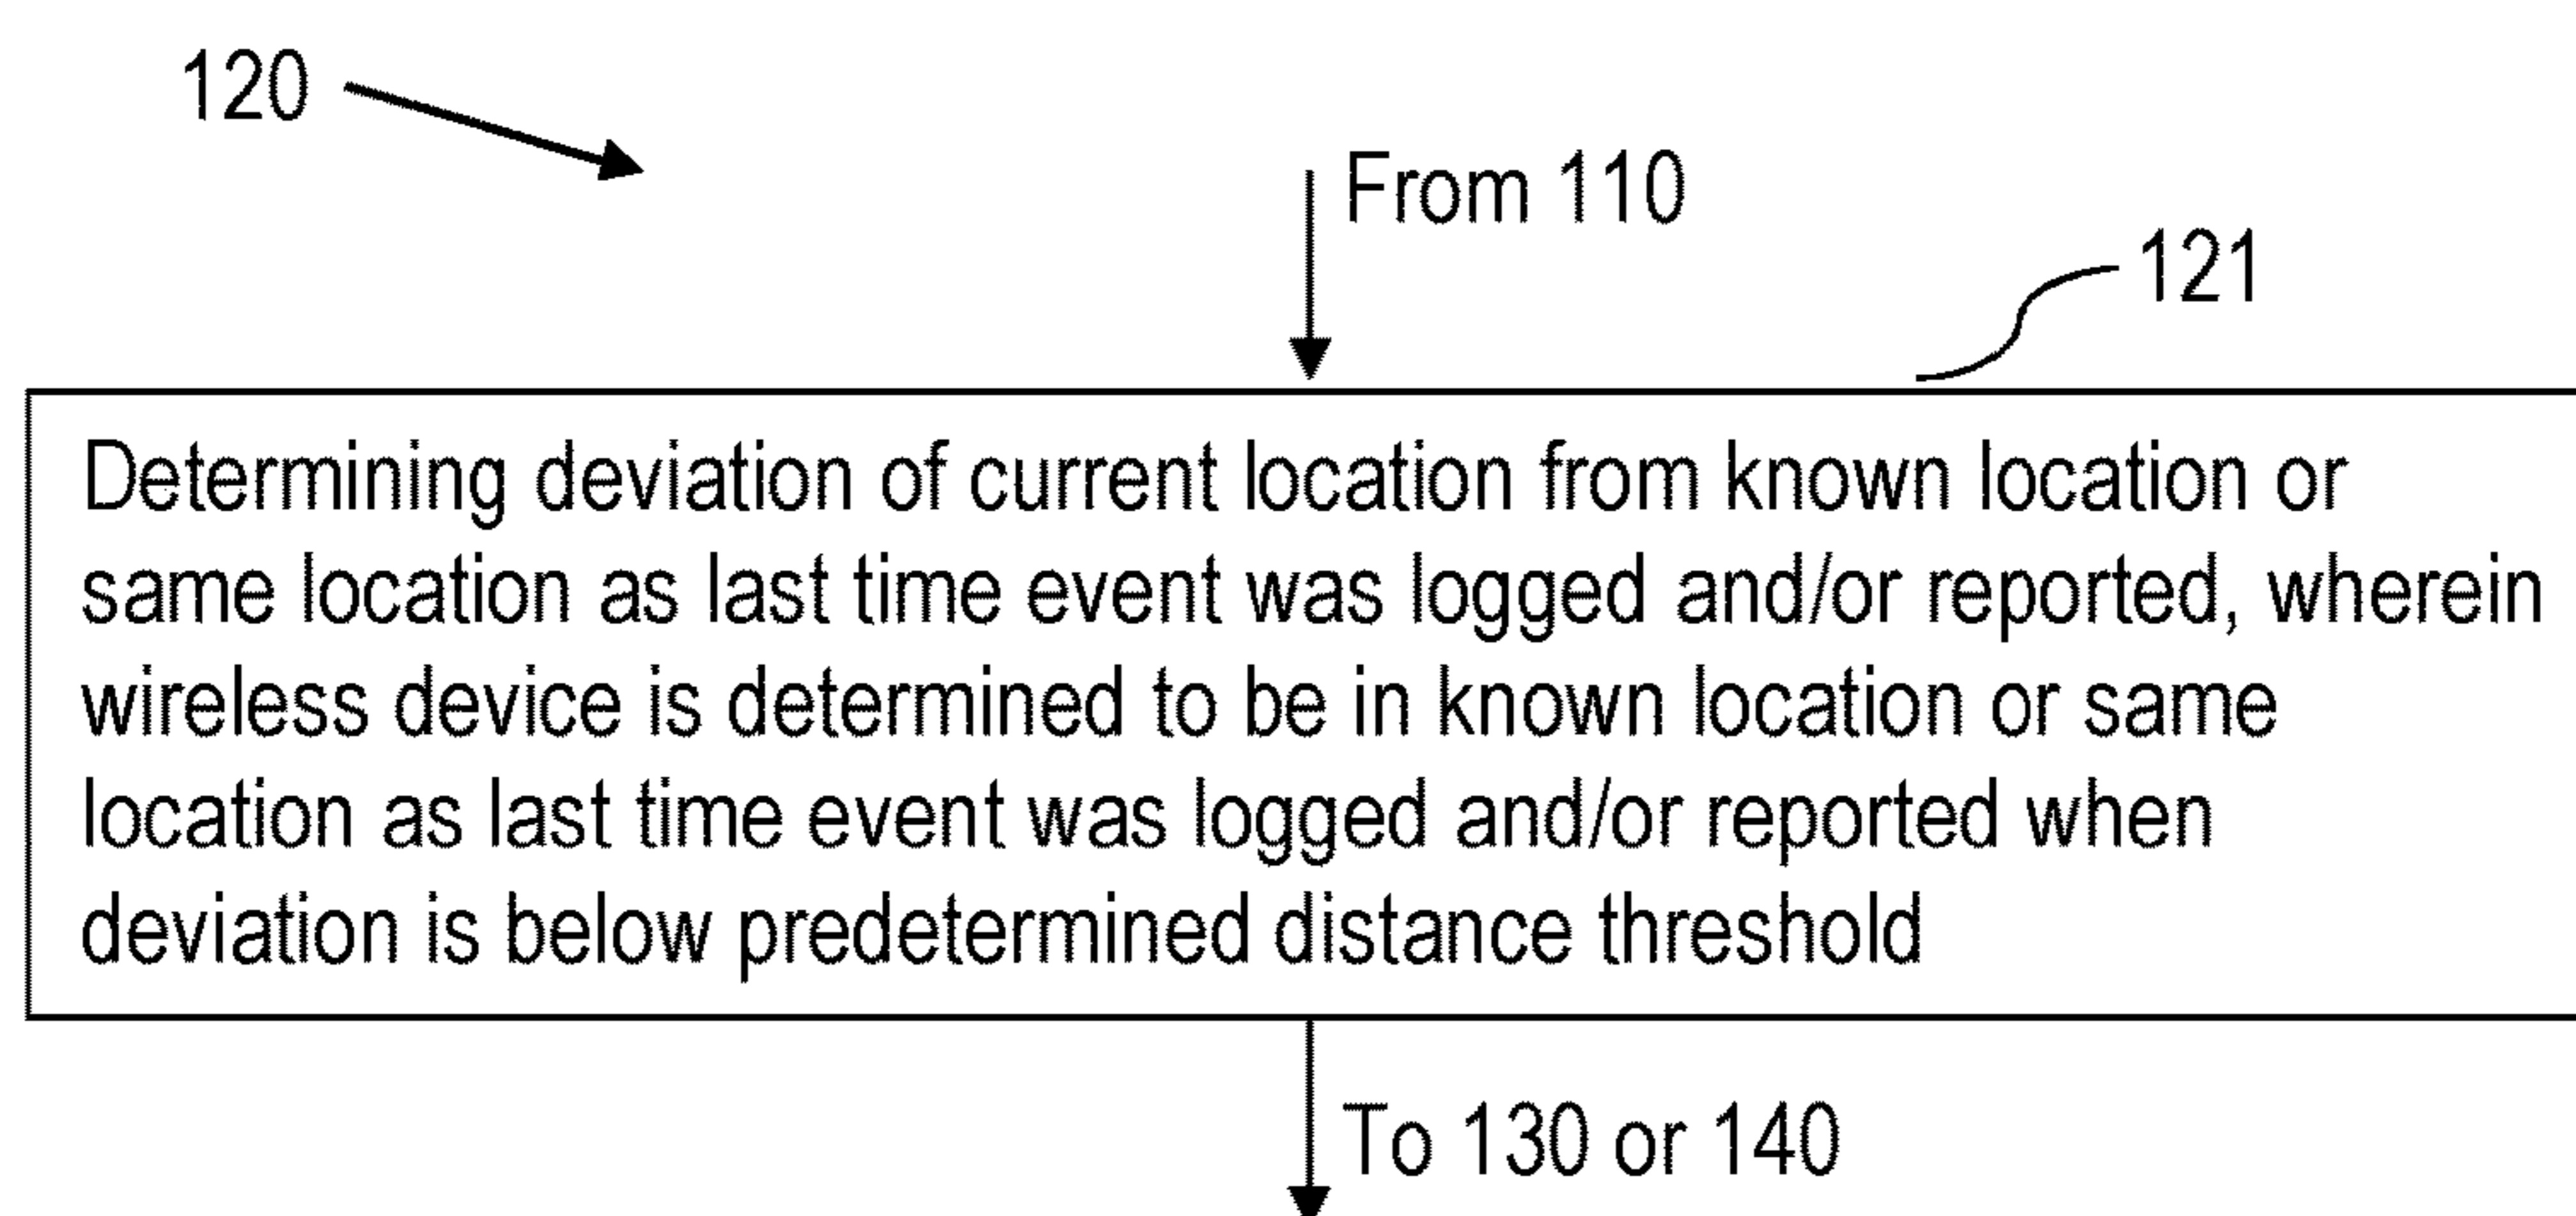 120
From 110
121
Determining deviation of current location from known location or
same location as last time event was logged and/or reported, wherein
wireless device is determined to be in known location or same
location as last time event was logged and/or reported when
deviation is below predetermined distance threshold
To 130 or 140